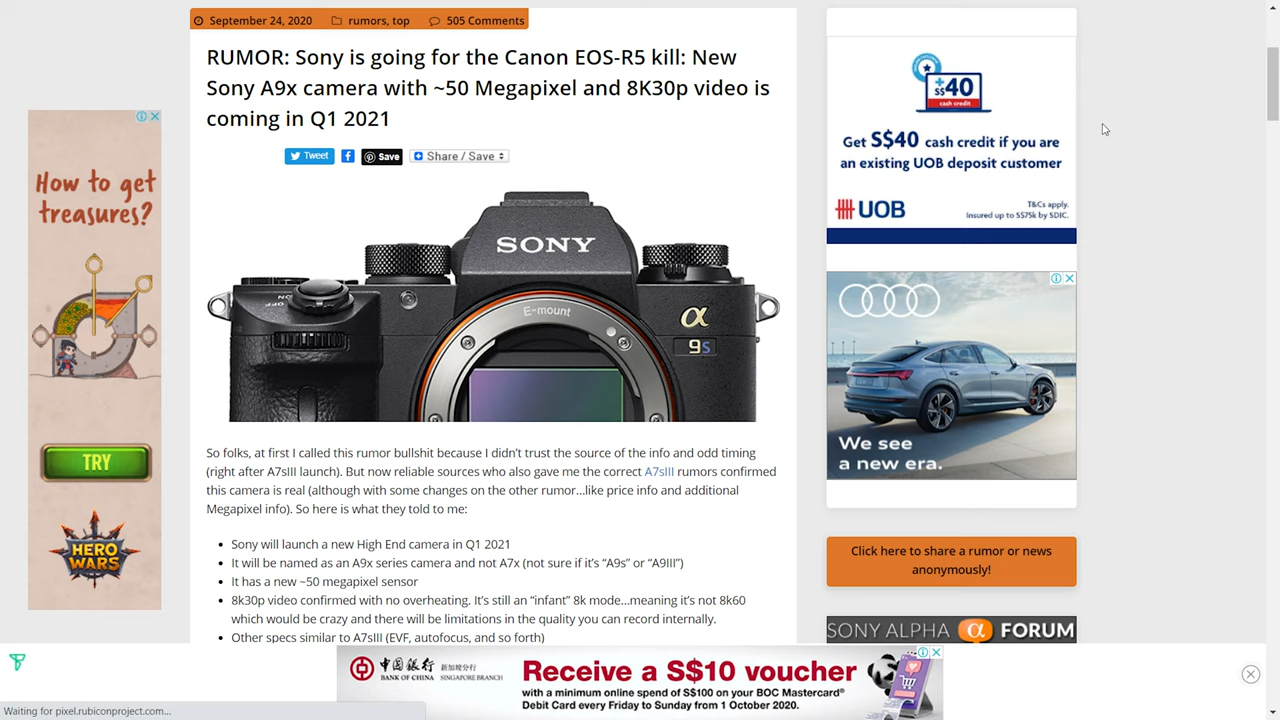 September 24, 2020 rumors, top 505 Comments
RUMOR: Sony is going for the Canon EOS-R5 kill: New
Sony A9x camera with ~50 Megapixel and 8K30p video is
coming in Q1 2021
Tweet Save Share / Save
SONY
E-mount
α
9s
So folks, at first I called this rumor bullshit because I didn't trust the source of the info and odd timing
(right after A7sIII launch). But now reliable sources who also gave me the correct A7sIII rumors confirmed
this camera is real (although with some changes on the other rumor...like price info and additional
Megapixel info). So here is what they told to me:
• Sony will launch a new High End camera in Q1 2021
• It will be named as an A9x series camera and not A7x (not sure if it's “A9s” or “A9III”)
• It has a new ~50 megapixel sensor
• 8k30p video confirmed with no overheating. It's still an “infant” 8k mode...meaning it's not 8k60
which would be crazy and there will be limitations in the quality you can record internally.
• Other specs similar to A7sIII (EVF, autofocus, and so forth)
How to get
treasures?
TRY
HERO
WARS
+
S$40
cash credit
Get S$40 cash credit if you are
an existing UOB deposit customer
UOB
T&Cs apply.
Insured up to S$75k by SDIC.
We see
a new era.
Click here to share a rumor or news
anonymously!
SONY ALPHA α FORUM
中國銀行 新加坡分行
BANK OF CHINA SINGAPORE BRANCH
Receive a S$10 voucher
with a minimum online spend of S$100 on your BOC Mastercard®
Debit Card every Friday to Sunday from 1 October 2020.
Waiting for pixel.rubiconproject.com...